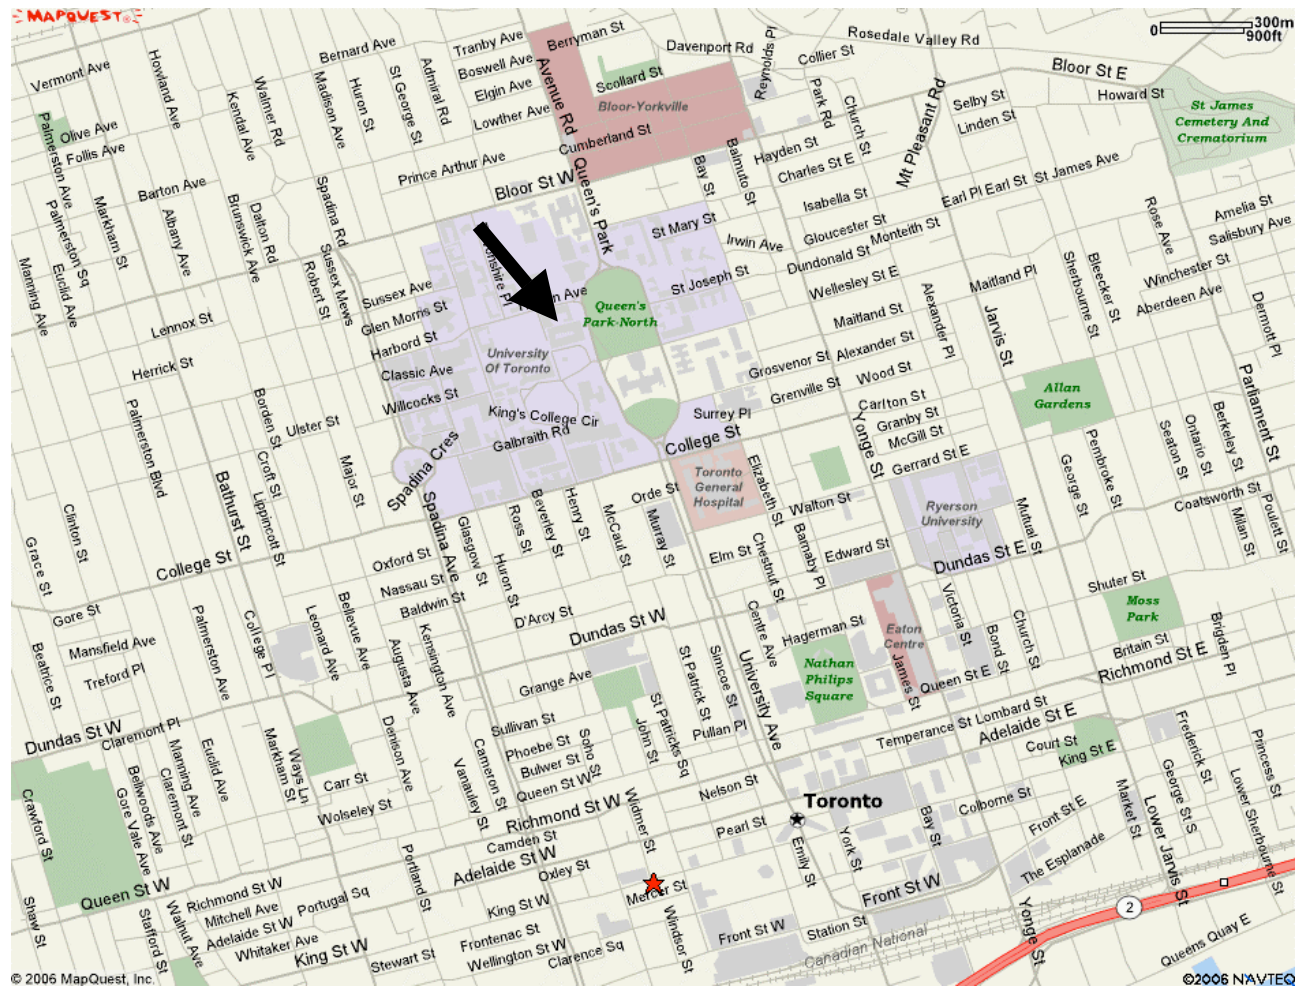 MAPQUEST
300m
0
900ft
Berryman St
Tranby Ave
Bernard Ave
Davenport Rd
Reynolds Pl
Collier St
Rosedale Valley Rd
Bloor St E
Vermont Ave
Howland Ave
Boswell Ave
Elgin Ave
Lowther Ave
Avenue Rd
Scollard St
Bloor-Yorkville
Cumberland St
Park Rd
Church St
Mt Pleasant Rd
Selby St
Linden St
Howard St
St James
Cemetery And
Crematorium
Palmerston Ave
Olive Ave
Follis Ave
Kendal Ave
Walmer Rd
Madison Ave
Huron St
St George St
Admiral Rd
Prince Arthur Ave
Bloor St W
Queen's Park
Bay St
Balmuto St
Hayden St
Charles St E
Isabella St
Gloucester St
Monteith St
Dundonald St
Earl Pl
Earl St
St James Ave
Rose Ave
Amelia St
Salisbury Ave
Winchester St
Aberdeen Ave
Barton Ave
Markham St
Palmerston Sq
Euclid Ave
Manning Ave
Albany Ave
Brunswick Ave
Dalton Rd
Spadina Rd
Sussex Mews
Robert St
Sussex Ave
Glen Morris St
Harbord St
Classic Ave
Willcocks St
St Mary St
Irwin Ave
St Joseph St
Wellesley St E
Maitland Pl
Sherbourne St
Bleecker St
Dermott Pl
Queen's
Park-North
University
Of Toronto
King's College Cir
Galbraith Rd
Lennox St
Herrick St
Maitland St
Alexander St
Alexander Pl
Jarvis St
Grosvenor St
Grenville St
Wood St
Carlton St
Granby St
McGill St
Gerrard St E
Surrey Pl
College St
Yonge St
Allan
Gardens
Parliament St
Palmerston Blvd
Borden St
Ulster St
Croft St
Major St
Lippincott St
Bathurst St
Spadina Cres
Spadina Ave
Toronto
General
Hospital
Elizabeth St
Walton St
Ryerson
University
George St
Pembroke St
Seaton St
Ontario St
Berkeley St
Coatsworth St
Milan St
Poulett St
Mutual St
Clinton St
Grace St
College St
Oxford St
Nassau St
Baldwin St
Glasgow St
Huron St
Ross St
Beverley St
Henry St
McCaul St
Orde St
Murray St
Elm St
Chestnut St
Barnaby Pl
Edward St
Dundas St E
Shuter St
Moss
Park
Gore St
Mansfield Ave
Treford Pl
Beatrice St
Palmerston Ave
College Pl
Leonard Ave
Bellevue Ave
Augusta Ave
Kensington Ave
D'Arcy St
Dundas St W
Centre Ave
Hagerman St
Eaton
Centre
Victoria St
Bond St
Church St
Britain St
Richmond St E
Brigden Pl
Nathan
Philips
Square
James St
Queen St E
Grange Ave
St Patrick St
Simcoe St
University Ave
Pullan Pl
St Patricks Sq
John St
Sullivan St
Phoebe St
Bulwer St
Soho St
Queen St W
Dundas St W
Claremont Pl
Manning Ave
Euclid Ave
Claremont St
Bellwoods Ave
Gore Vale Ave
Crawford St
Markham St
Ways Ln
Denison Ave
Carr St
Wolseley St
Cameron St
Vanauley St
Temperance St
Lombard St
Adelaide St E
Court St
King St E
Frederick St
George St S
Princess St
Lower Sherbourne St
Nelson St
Richmond St W
Widmer St
Pearl St
Toronto
Emily St
York St
Bay St
Colborne St
Front St E
Market St
Lower Jarvis St
The Esplanade
Camden St
Adelaide St W
Oxley St
Mercer St
Portland St
Queen St W
Richmond St W
Mitchell Ave
Portugal Sq
Adelaide St W
Whitaker Ave
King St W
King St W
Frontenac St
Wellington St W
Clarence Sq
Stewart St
Windsor St
Front St W
Front St W
Station St
Canadian National
2
Yonge St
Queens Quay E
Shaw St
Stafford St
Walnut Ave
© 2006 MapQuest, Inc.
©2006 NAVTEQ